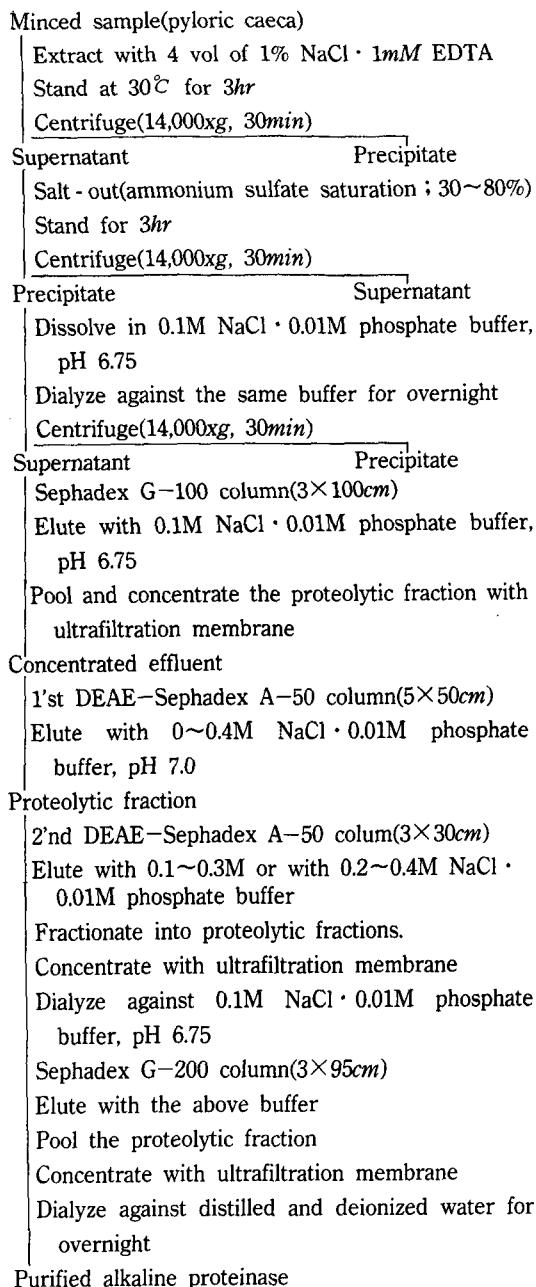 Minced sample(pyloric caeca)
Extract with 4 vol of 1% NaCl · 1mM EDTA
Stand at 30℃ for 3hr
Centrifuge(14,000xg, 30min)
Supernatant Precipitate
Salt-out(ammonium sulfate saturation ; 30~80%)
Stand for 3hr
Centrifuge(14,000xg, 30min)
Precipitate Supernatant
Dissolve in 0.1M NaCl · 0.01M phosphate buffer,
pH 6.75
Dialyze against the same buffer for overnight
Centrifuge(14,000xg, 30min)
Supernatant Precipitate
Sephadex G-100 column(3×100cm)
Elute with 0.1M NaCl · 0.01M phosphate buffer,
pH 6.75
Pool and concentrate the proteolytic fraction with
ultrafiltration membrane
Concentrated effluent
1'st DEAE-Sephadex A-50 column(5×50cm)
Elute with 0~0.4M NaCl · 0.01M phosphate
buffer, pH 7.0
Proteolytic fraction
2'nd DEAE-Sephadex A-50 colum(3×30cm)
Elute with 0.1~0.3M or with 0.2~0.4M NaCl ·
0.01M phosphate buffer
Fractionate into proteolytic fractions.
Concentrate with ultrafiltration membrane
Dialyze against 0.1M NaCl · 0.01M phosphate
buffer, pH 6.75
Sephadex G-200 column(3×95cm)
Elute with the above buffer
Pool the proteolytic fraction
Concentrate with ultrafiltration membrane
Dialyze against distilled and deionized water for
overnight
Purified alkaline proteinase